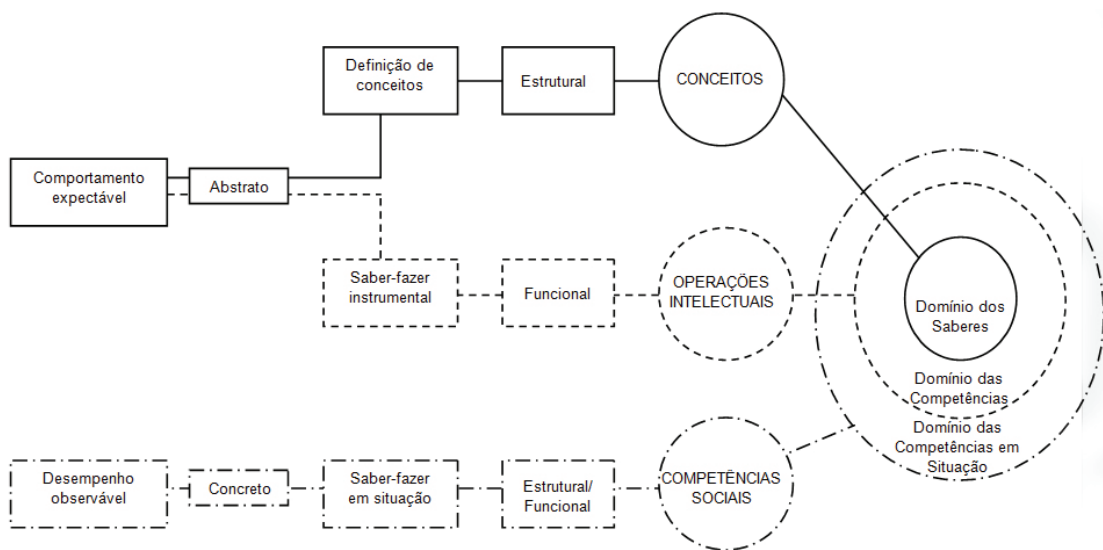 Definição de
conceitos
Estrutural
CONCEITOS
Comportamento
expectável
Abstrato
Saber-fazer
instrumental
Funcional
OPERAÇÕES
INTELECTUAIS
Domínio dos
Saberes
Domínio das
Competências
Domínio das
Competências em
Situação
Desempenho
observável
Concreto
Saber-fazer
em situação
Estrutural/
Funcional
COMPETÊNCIAS
SOCIAIS